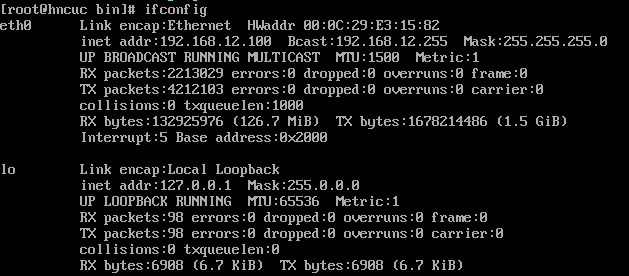 [root@hncuc bin]# ifconfig
eth0      Link encap:Ethernet  HWaddr 00:0C:29:E3:15:82
          inet addr:192.168.12.100  Bcast:192.168.12.255  Mask:255.255.255.0
          UP BROADCAST RUNNING MULTICAST  MTU:1500  Metric:1
          RX packets:2213029 errors:0 dropped:0 overruns:0 frame:0
          TX packets:4212103 errors:0 dropped:0 overruns:0 carrier:0
          collisions:0 txqueuelen:1000
          RX bytes:132925976 (126.7 MiB)  TX bytes:1678214486 (1.5 GiB)
          Interrupt:5 Base address:0x2000
lo        Link encap:Local Loopback
          inet addr:127.0.0.1  Mask:255.0.0.0
          UP LOOPBACK RUNNING  MTU:65536  Metric:1
          RX packets:98 errors:0 dropped:0 overruns:0 frame:0
          TX packets:98 errors:0 dropped:0 overruns:0 carrier:0
          collisions:0 txqueuelen:0
          RX bytes:6908 (6.7 KiB)  TX bytes:6908 (6.7 KiB)